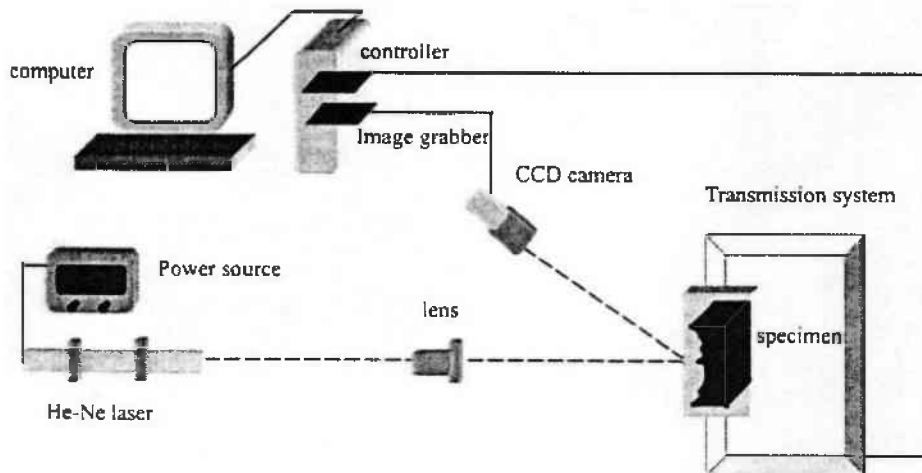 controller
computer
Image grabber
CCD camera
Transmission system
Power source
lens
specimen
He-Ne laser